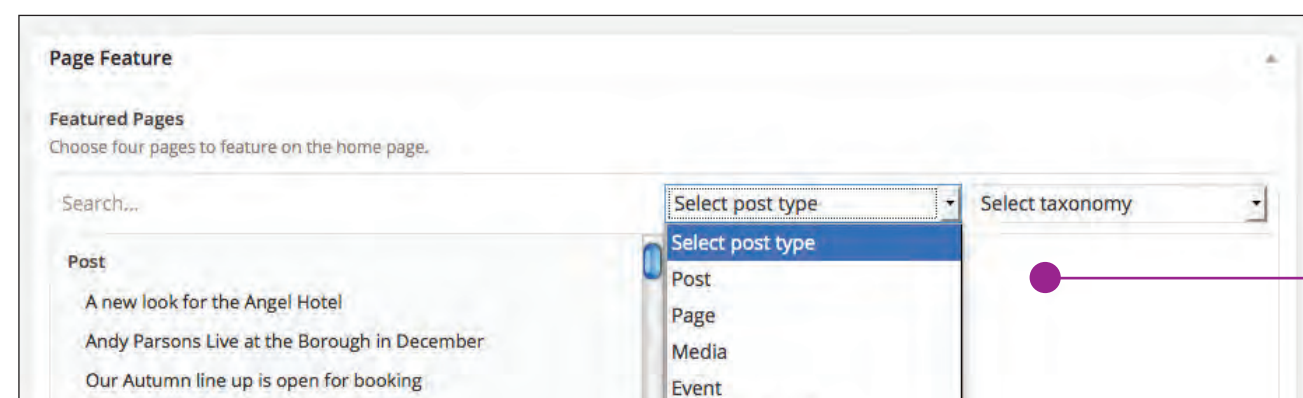 Page Feature
Featured Pages
Choose four pages to feature on the home page.
Search...
Select post type
Select taxonomy
Select post type
Post
Page
Media
Event
Post
A new look for the Angel Hotel
Andy Parsons Live at the Borough in December
Our Autumn line up is open for booking